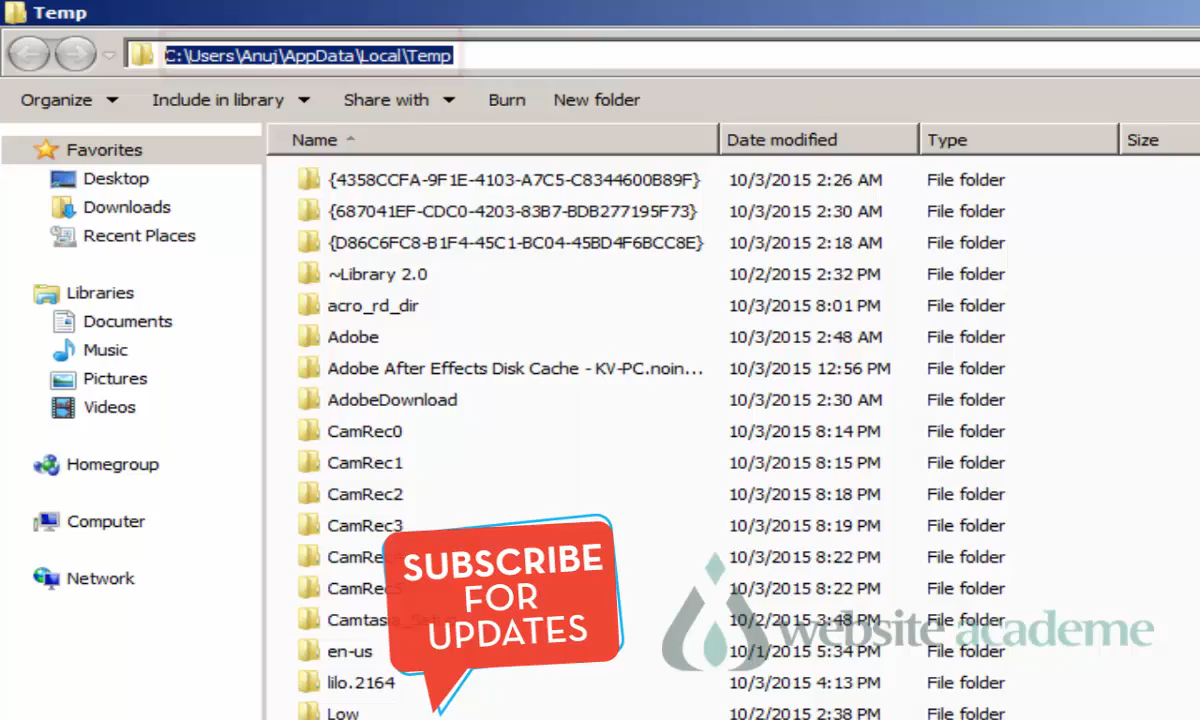 Temp
C:\Users\Anuj\AppData\Local\Temp
Organize Include in library Share with Burn New folder
Name Date modified Type Size
Favorites
Desktop
Downloads
Recent Places
Libraries
Documents
Music
Pictures
Videos
Homegroup
Computer
Network
{4358CCFA-9F1E-4103-A7C5-C8344600B89F} 10/3/2015 2:26 AM File folder
{687041EF-CDC0-4203-83B7-BDB277195F73} 10/3/2015 2:30 AM File folder
{D86C6FC8-B1F4-45C1-BC04-45BD4F6BCC8E} 10/3/2015 2:18 AM File folder
~Library 2.0 10/2/2015 2:32 PM File folder
acro_rd_dir 10/3/2015 8:01 PM File folder
Adobe 10/3/2015 2:48 AM File folder
Adobe After Effects Disk Cache - KV-PC.noin... 10/3/2015 12:56 PM File folder
AdobeDownload 10/3/2015 2:30 AM File folder
CamRec0 10/3/2015 8:14 PM File folder
CamRec1 10/3/2015 8:15 PM File folder
CamRec2 10/3/2015 8:18 PM File folder
CamRec3 10/3/2015 8:19 PM File folder
10/3/2015 8:22 PM File folder
10/3/2015 8:22 PM File folder
10/2/2015 3:48 PM File folder
en-us 10/1/2015 5:34 PM File folder
lilo.2164 10/3/2015 4:13 PM File folder
Low 10/2/2015 2:38 PM File folder
SUBSCRIBE
FOR
UPDATES
website academe